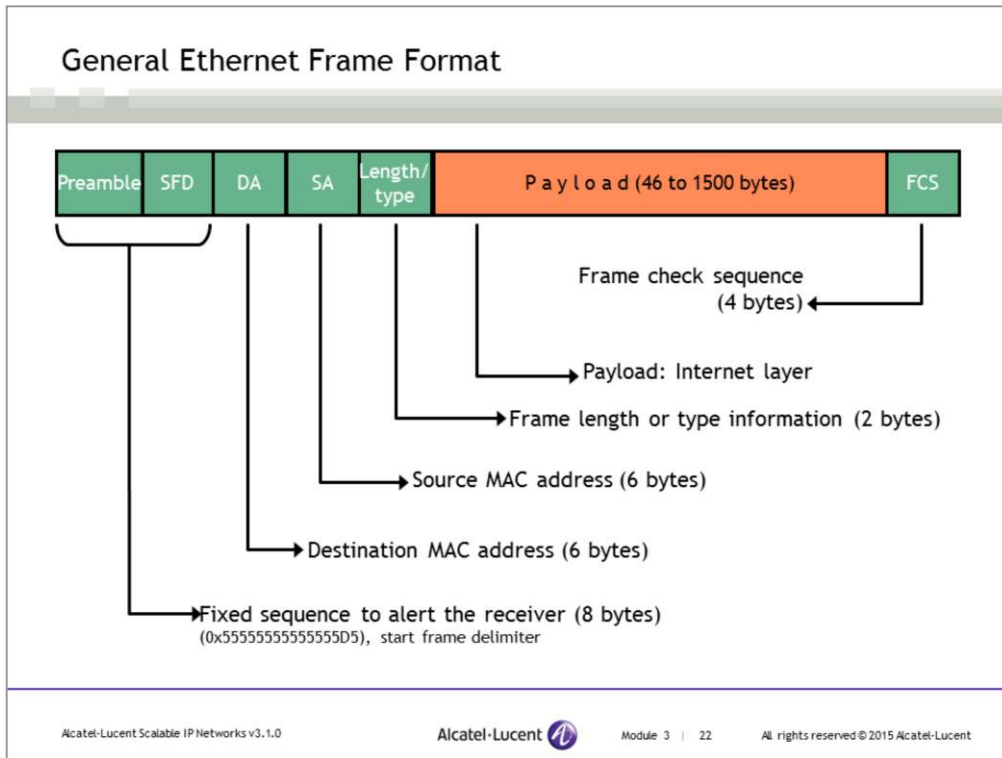 General Ethernet Frame Format
Preamble SFD DA SA Length/
type P a y l o a d (46 to 1500 bytes) FCS
Frame check sequence
(4 bytes)
Payload: Internet layer
Frame length or type information (2 bytes)
Source MAC address (6 bytes)
Destination MAC address (6 bytes)
Fixed sequence to alert the receiver (8 bytes)
(0x55555555555555D5), start frame delimiter
Alcatel-Lucent Scalable IP Networks v3.1.0 Alcatel·Lucent Module 3 | 22 All rights reserved © 2015 Alcatel-Lucent